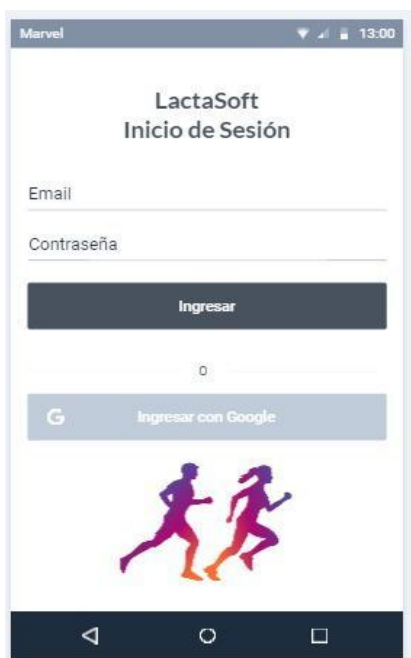 Marvel 13:00
LactaSoft
Inicio de Sesión
Email
Contraseña
Ingresar
o
G Ingresar con Google